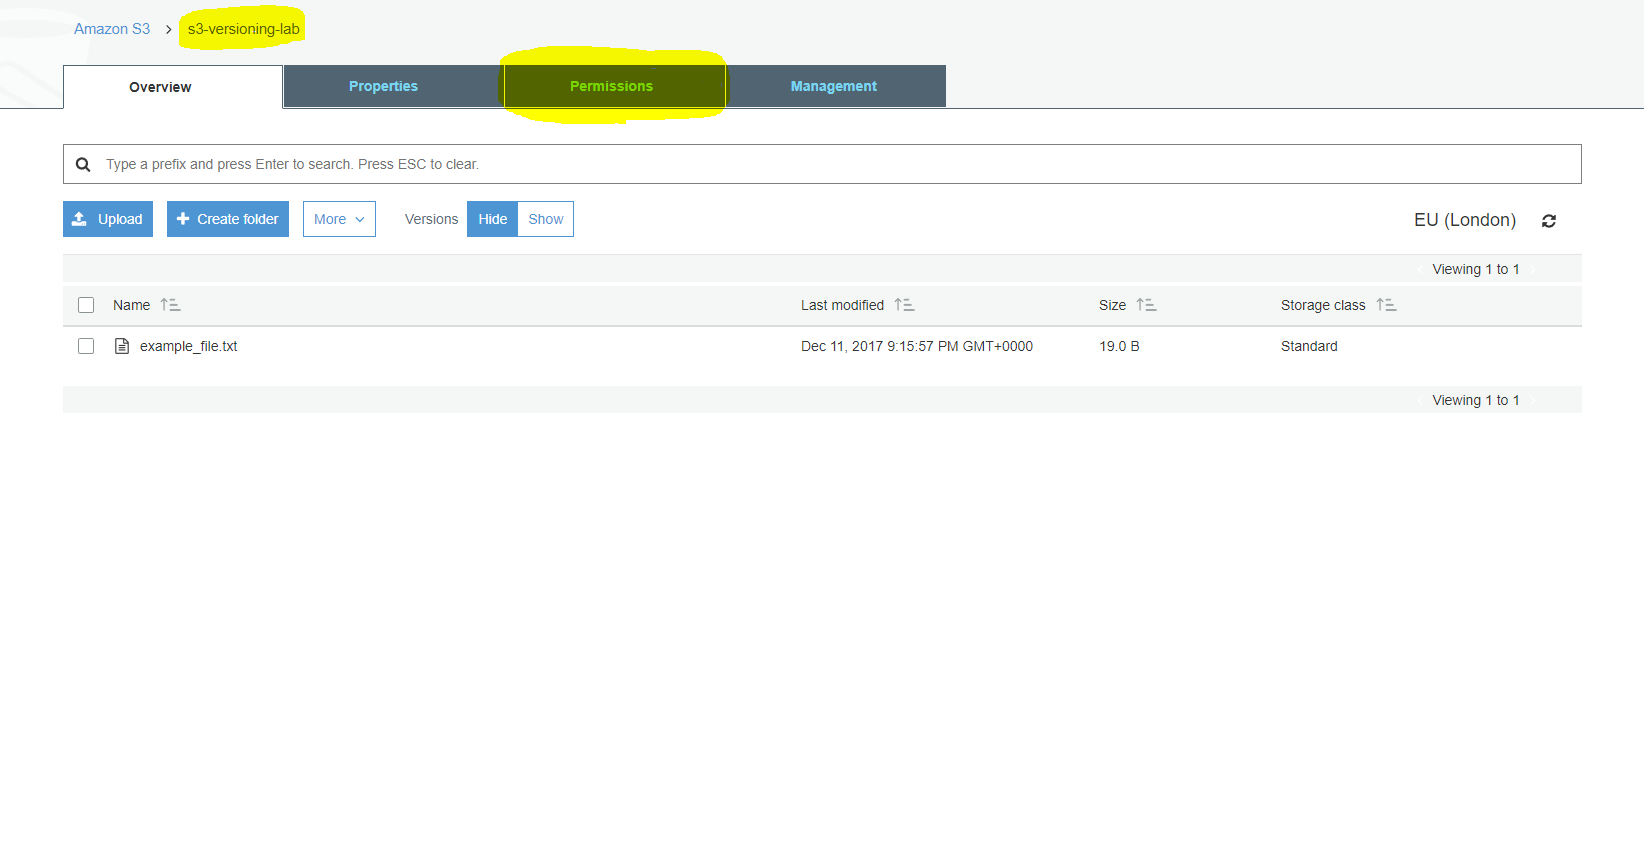 Amazon S3 > s3-versioning-lab
Overview Properties Permissions Management
Type a prefix and press Enter to search. Press ESC to clear.
Upload Create folder More Versions Hide Show EU (London)
Viewing 1 to 1
Name Last modified Size Storage class
example_file.txt Dec 11, 2017 9:15:57 PM GMT+0000 19.0 B Standard
Viewing 1 to 1